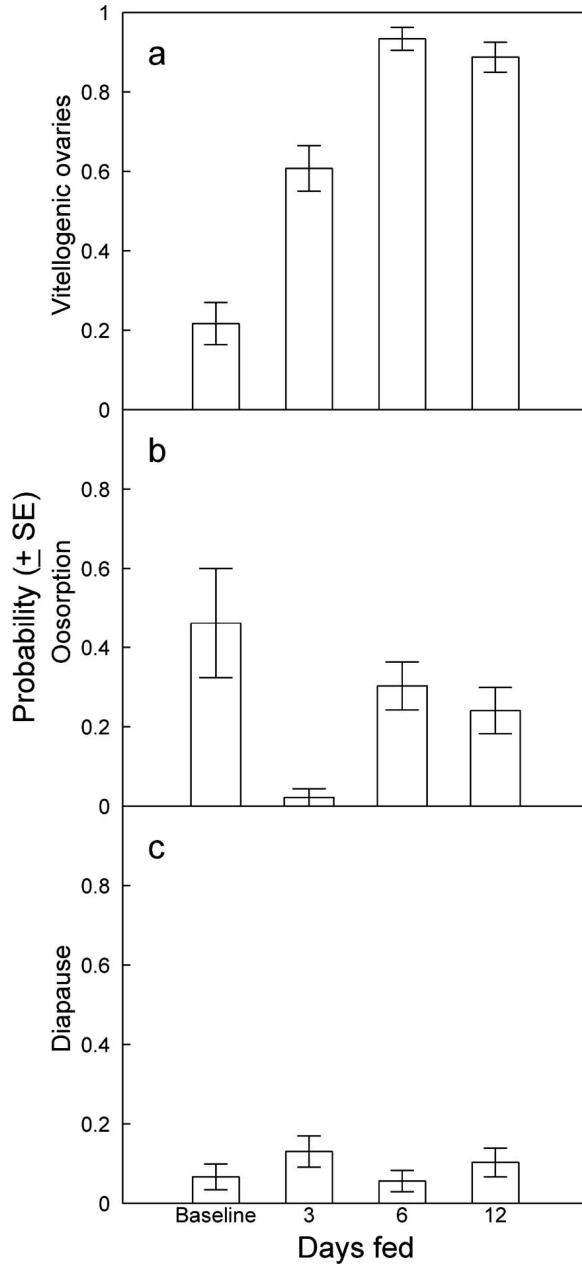 Probability (± SE)
Vitellogenic ovaries
a
1
0.8
0.6
0.4
0.2
0
Oosorption
b
0.8
0.6
0.4
0.2
0
Diapause
c
0.8
0.6
0.4
0.2
0
Baseline 3 6 12
Days fed